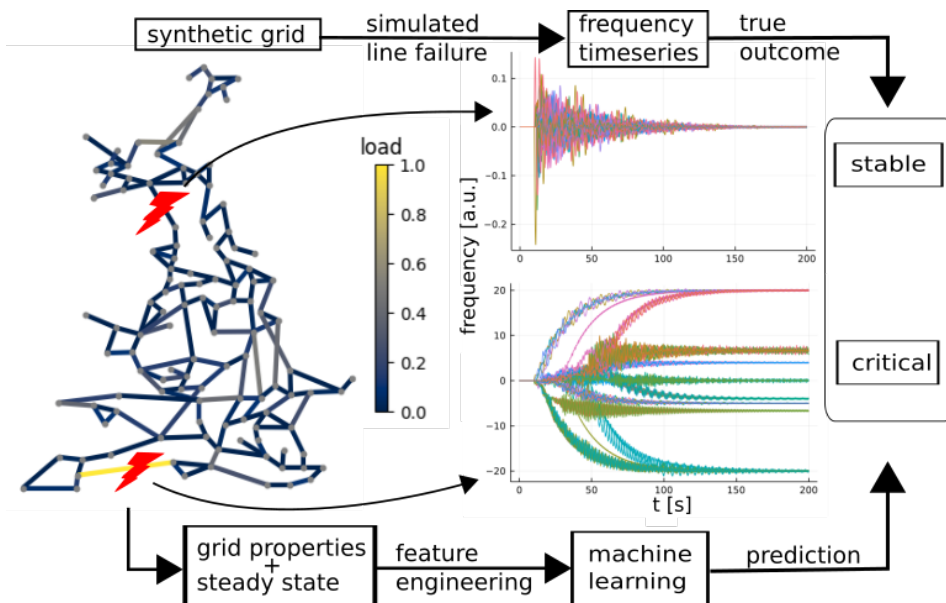 synthetic grid
simulated
line failure
frequency
timeseries
true
outcome
load
1.0
0.8
0.6
0.4
0.2
0.0
frequency [a.u.]
0.1
0.0
-0.1
-0.2
0
50
100
150
200
20
10
0
-10
-20
0
50
100
150
200
t [s]
stable
critical
grid properties
+
steady state
feature
engineering
machine
learning
prediction